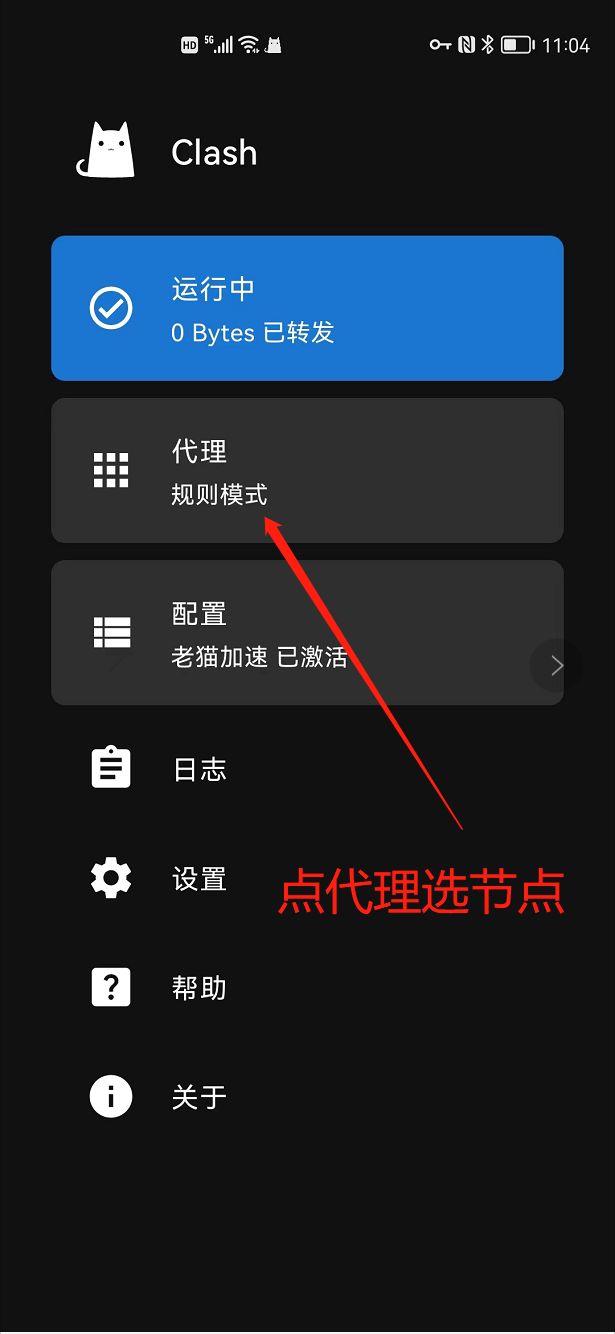 HD 5G 11:04
Clash
运行中
0 Bytes 已转发
代理
规则模式
配置
老猫加速 已激活
日志
设置
点代理选节点
帮助
关于